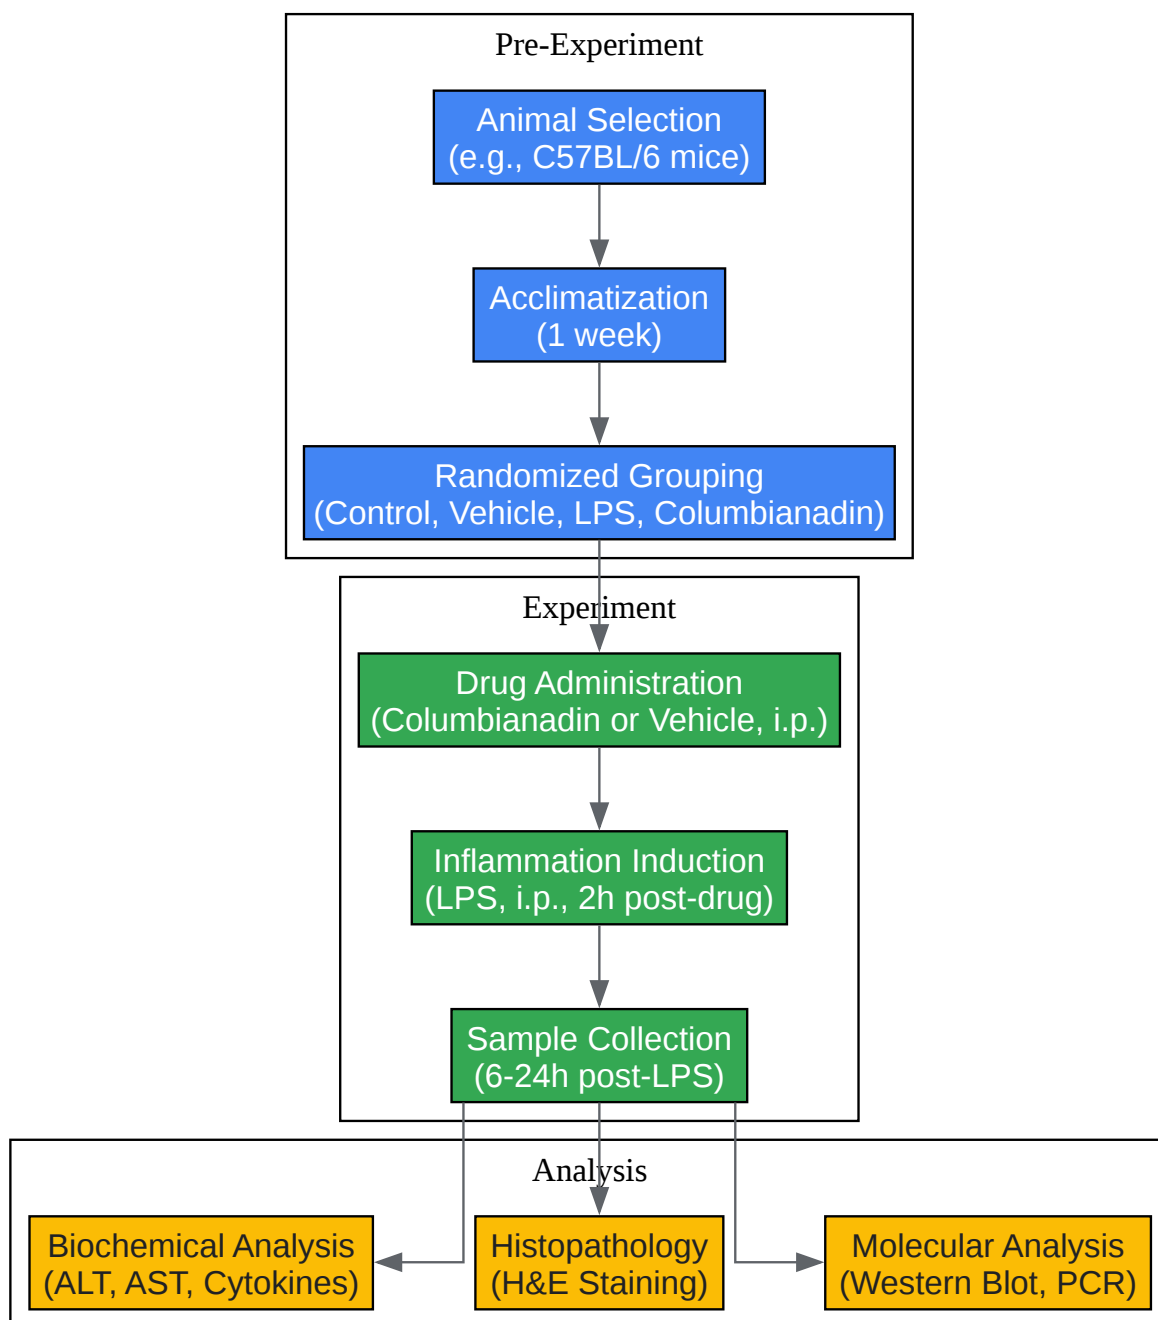 Pre-Experiment
Animal Selection
(e.g., C57BL/6 mice)
Acclimatization
(1 week)
Randomized Grouping
(Control, Vehicle, LPS, Columbianadin)
Experiment
Drug Administration
(Columbianadin or Vehicle, i.p.)
Inflammation Induction
(LPS, i.p., 2h post-drug)
Sample Collection
(6-24h post-LPS)
Analysis
Biochemical Analysis
(ALT, AST, Cytokines)
Histopathology
(H&E Staining)
Molecular Analysis
(Western Blot, PCR)